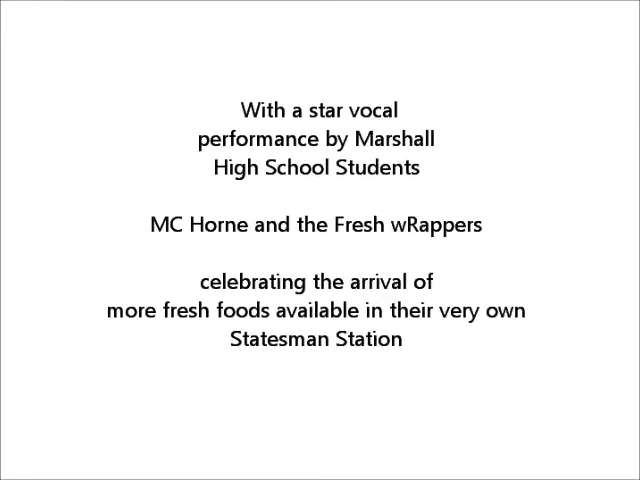 With a star vocal
performance by Marshall
High School Students
MC Horne and the Fresh wRappers
celebrating the arrival of
more fresh foods available in their very own
Statesman Station